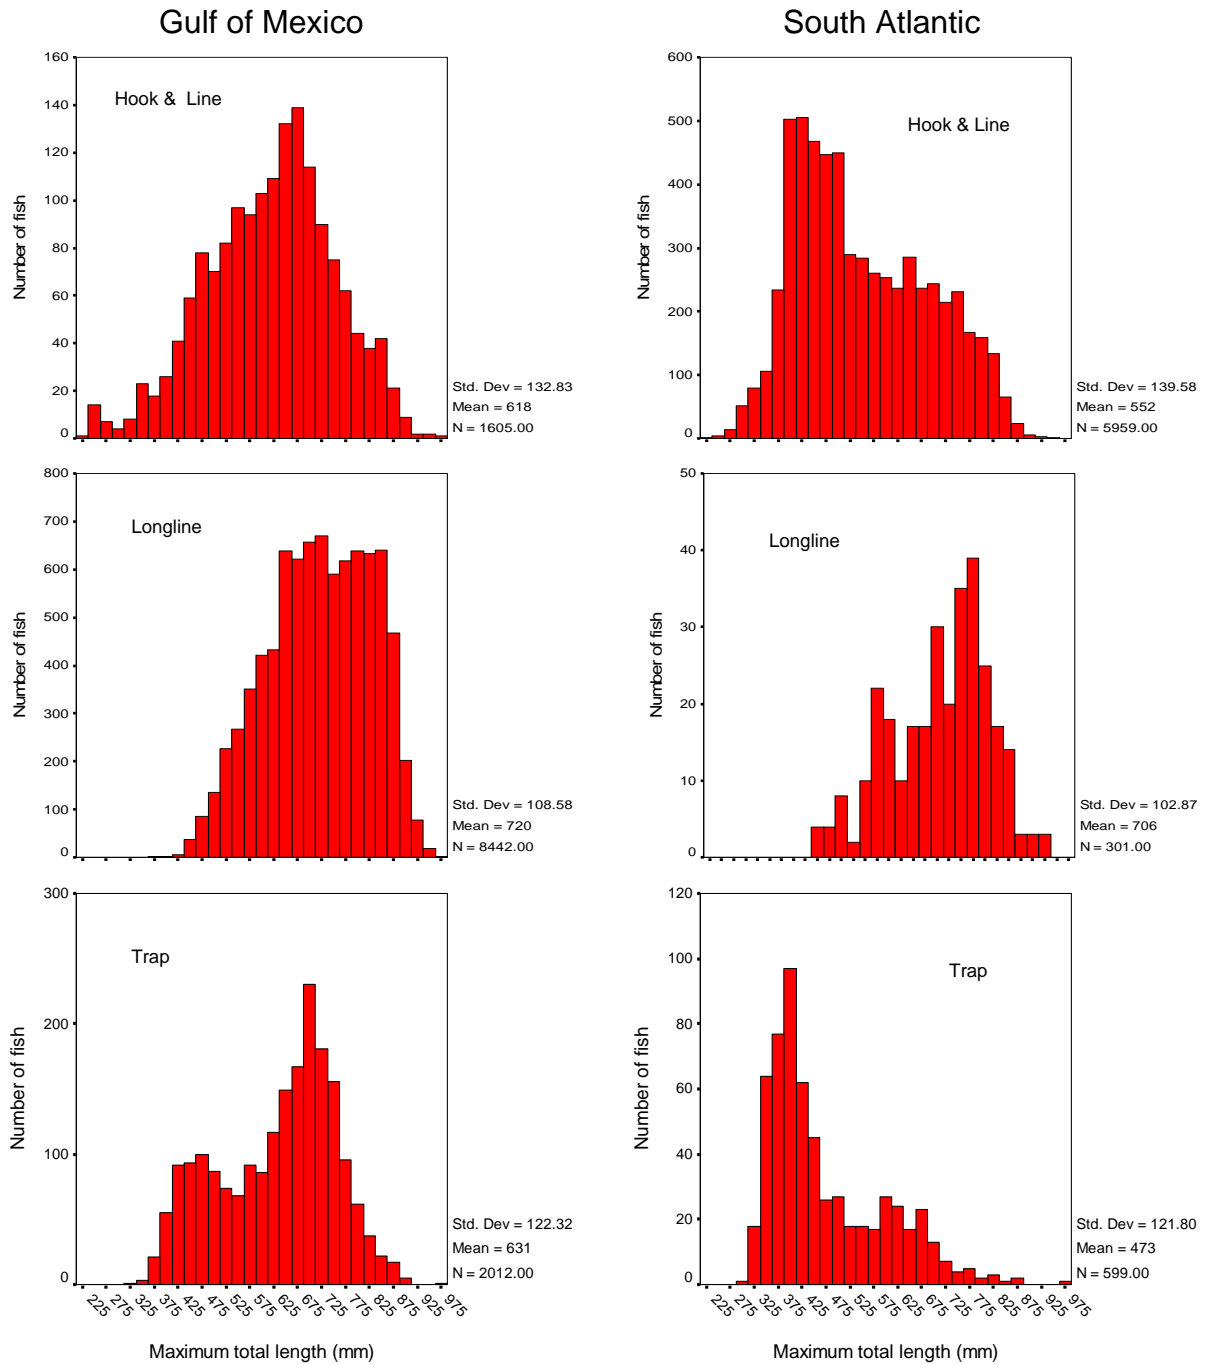 Gulf of Mexico
South Atlantic
160
140
120
100
80
60
40
20
0
Number of fish
Hook & Line
Std. Dev = 132.83
Mean = 618
N = 1605.00
600
500
400
300
200
100
0
Number of fish
Hook & Line
Std. Dev = 139.58
Mean = 552
N = 5959.00
800
700
600
500
400
300
200
100
0
Number of fish
Longline
Std. Dev = 108.58
Mean = 720
N = 8442.00
50
40
30
20
10
0
Number of fish
Longline
Std. Dev = 102.87
Mean = 706
N = 301.00
300
200
100
0
Number of fish
Trap
Std. Dev = 122.32
Mean = 631
N = 2012.00
225 275 325 375 425 475 525 575 625 675 725 775 825 875 925 975
Maximum total length (mm)
120
100
80
60
40
20
0
Number of fish
Trap
Std. Dev = 121.80
Mean = 473
N = 599.00
225 275 325 375 425 475 525 575 625 675 725 775 825 875 925 975
Maximum total length (mm)